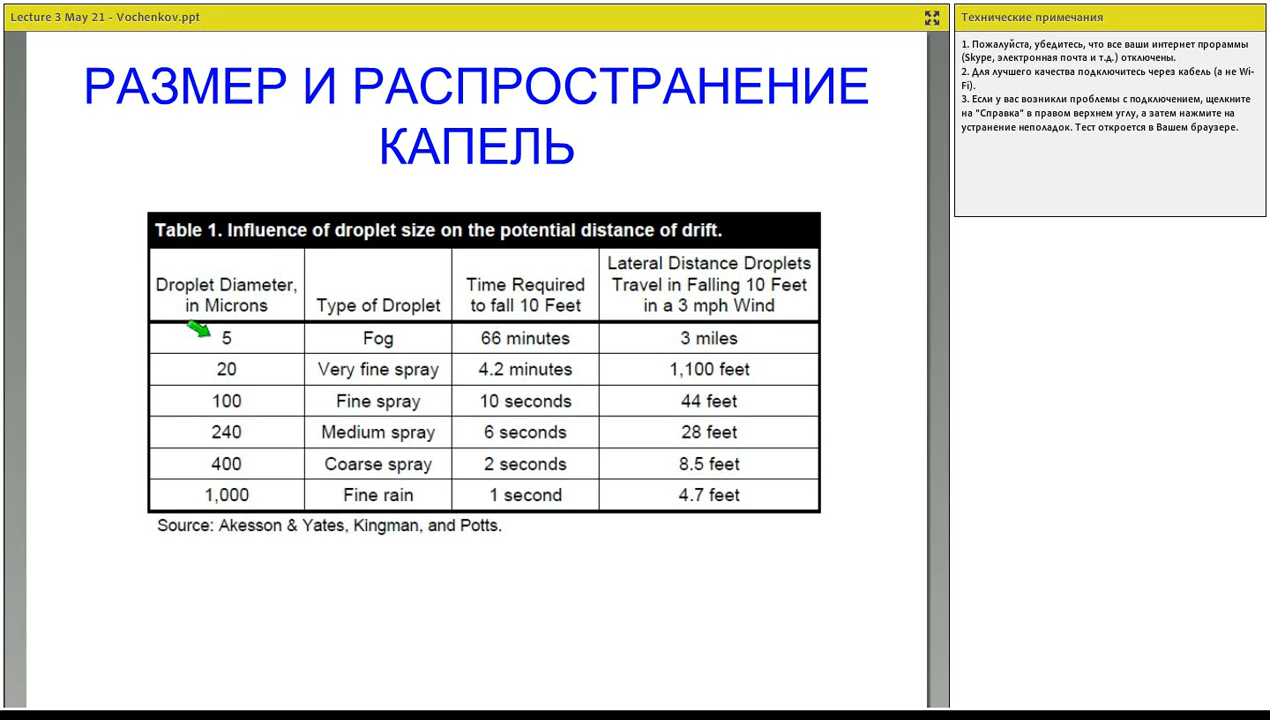 Lecture 3 May 21 - Vochenkov.ppt
РАЗМЕР И РАСПРОСТРАНЕНИЕ
КАПЕЛЬ
Table 1. Influence of droplet size on the potential distance of drift.
Droplet Diameter,
in Microns
Type of Droplet
Time Required
to fall 10 Feet
Lateral Distance Droplets
Travel in Falling 10 Feet
in a 3 mph Wind
5 Fog 66 minutes 3 miles
20 Very fine spray 4.2 minutes 1,100 feet
100 Fine spray 10 seconds 44 feet
240 Medium spray 6 seconds 28 feet
400 Coarse spray 2 seconds 8.5 feet
1,000 Fine rain 1 second 4.7 feet
Source: Akesson & Yates, Kingman, and Potts.
Технические примечания
1. Пожалуйста, убедитесь, что все ваши интернет прораммы
(Skype, электронная почта и т.д.) отключены.
2. Для лучшего качества подключитесь через кабель (а не Wi-
Fi).
3. Если у вас возникли проблемы с подключением, щелкните
на "Справка" в правом верхнем углу, а затем нажмите на
устранение неполадок. Тест откроется в Вашем браузере.